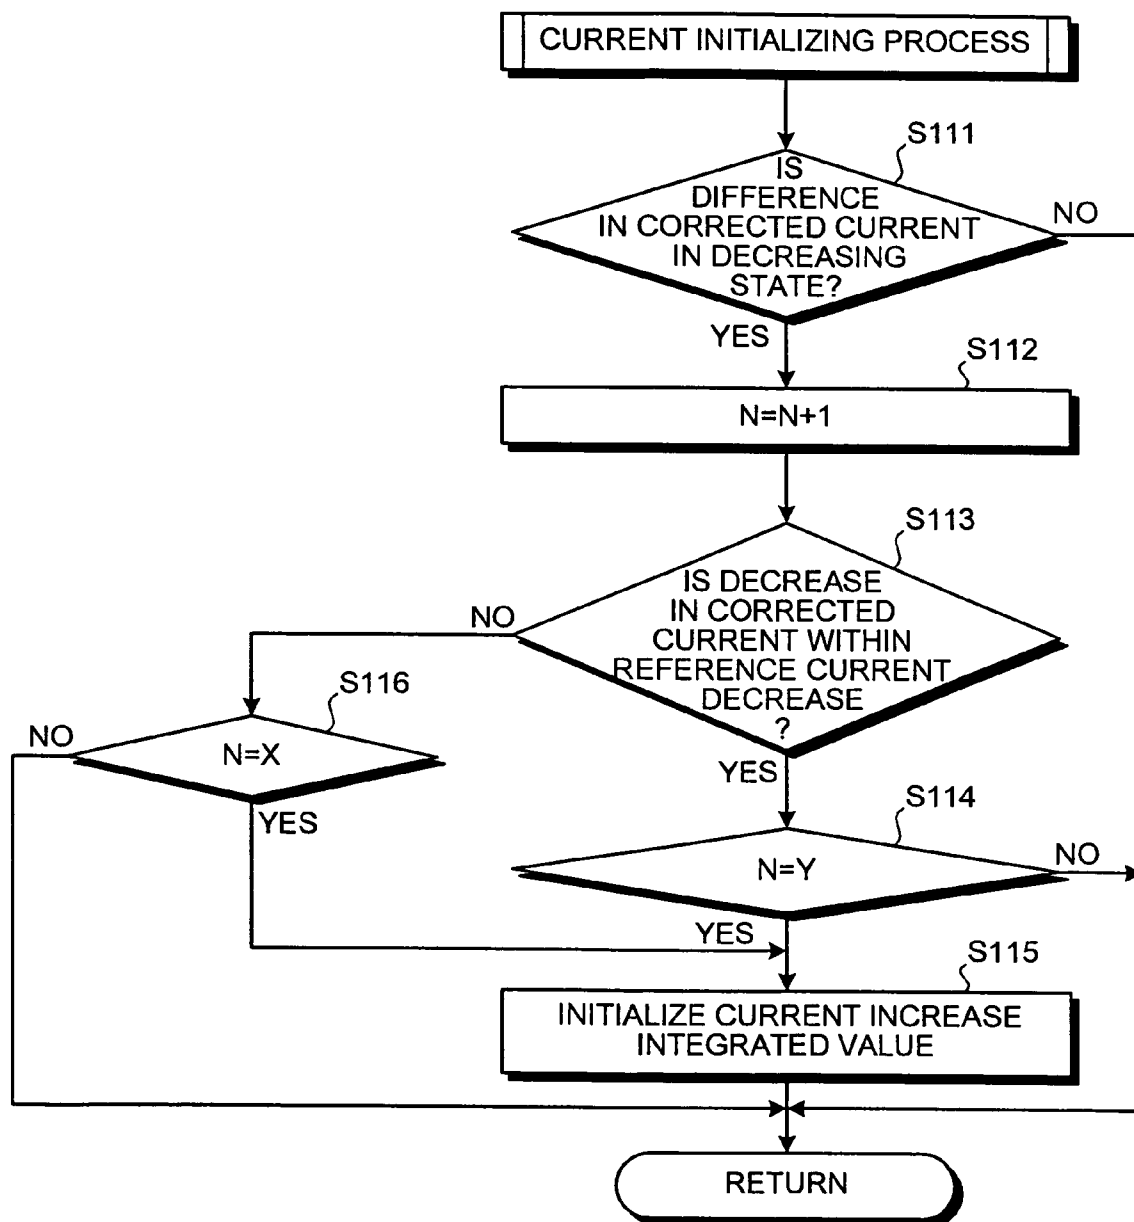 CURRENT INITIALIZING PROCESS
S111
IS
DIFFERENCE
IN CORRECTED CURRENT
IN DECREASING
STATE?
NO
YES
S112
N=N+1
S113
IS DECREASE
IN CORRECTED
CURRENT WITHIN
REFERENCE CURRENT
DECREASE
?
NO
YES
S116
N=X
NO
YES
S114
N=Y
NO
YES
S115
INITIALIZE CURRENT INCREASE
INTEGRATED VALUE
RETURN